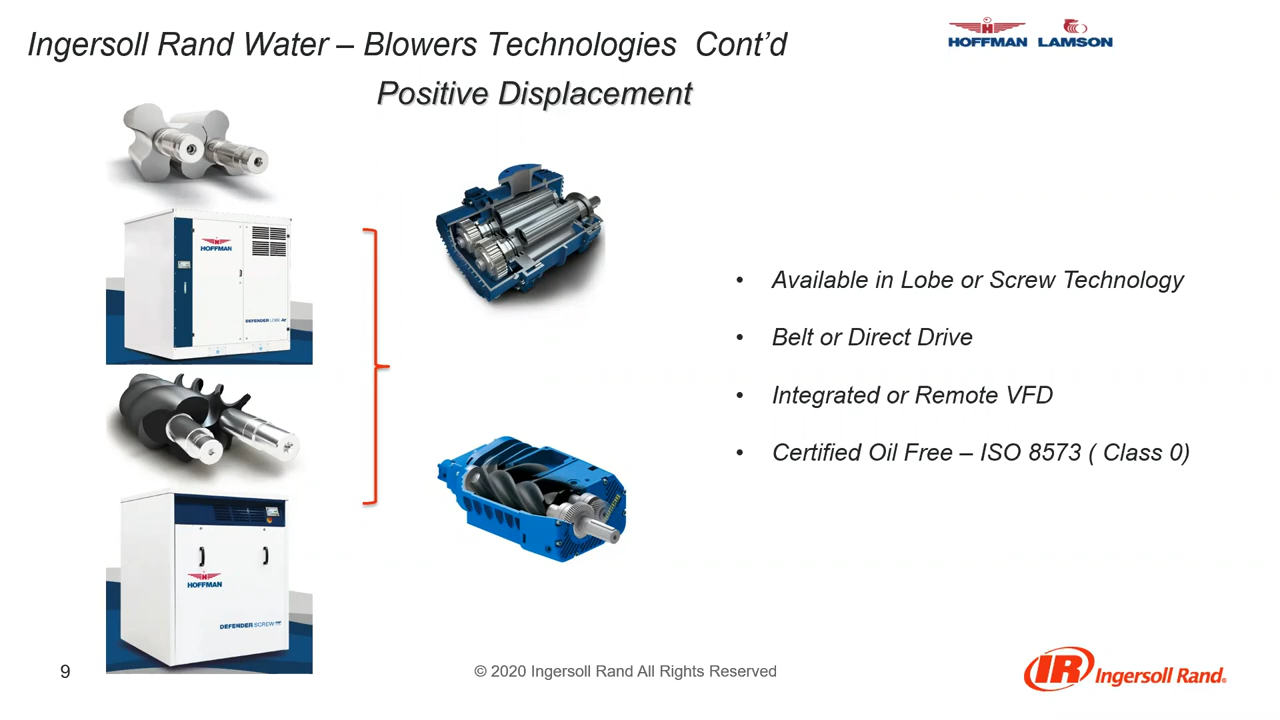 Ingersoll Rand Water – Blowers Technologies Cont’d
HOFFMAN LAMSON
Positive Displacement
HOFFMAN
DEFENDER LOBE
• Available in Lobe or Screw Technology
• Belt or Direct Drive
• Integrated or Remote VFD
• Certified Oil Free – ISO 8573 ( Class 0)
HOFFMAN
DEFENDER SCREW
9
© 2020 Ingersoll Rand All Rights Reserved
IR Ingersoll Rand®